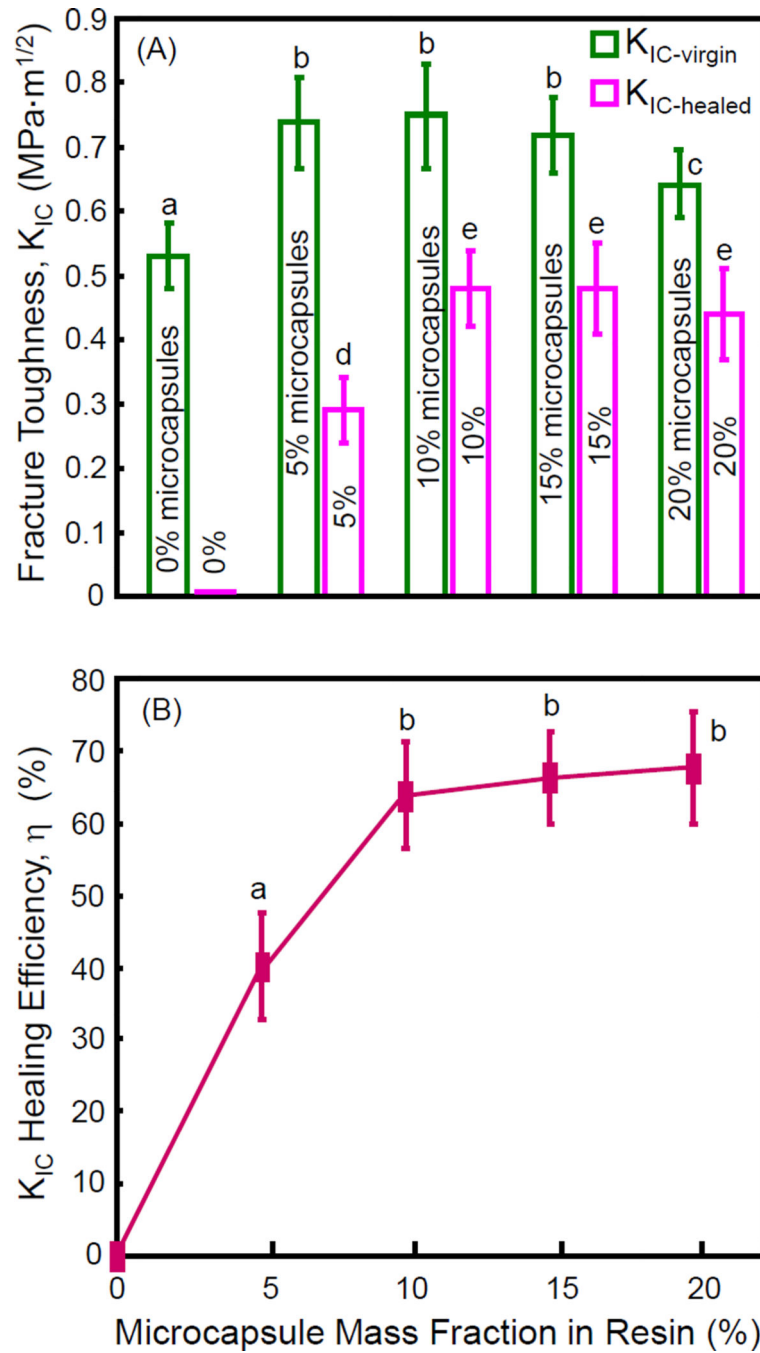 (A)
K_IC-virgin
K_IC-healed
Fracture Toughness, K_IC (MPa·m^1/2)
0.9
0.8
0.7
0.6
0.5
0.4
0.3
0.2
0.1
0
a
b
b
b
c
d
e
e
e
0% microcapsules
0%
5% microcapsules
5%
10% microcapsules
10%
15% microcapsules
15%
20% microcapsules
20%
(B)
K_IC Healing Efficiency, η (%)
80
70
60
50
40
30
20
10
0
a
b
b
b
0 5 10 15 20
Microcapsule Mass Fraction in Resin (%)